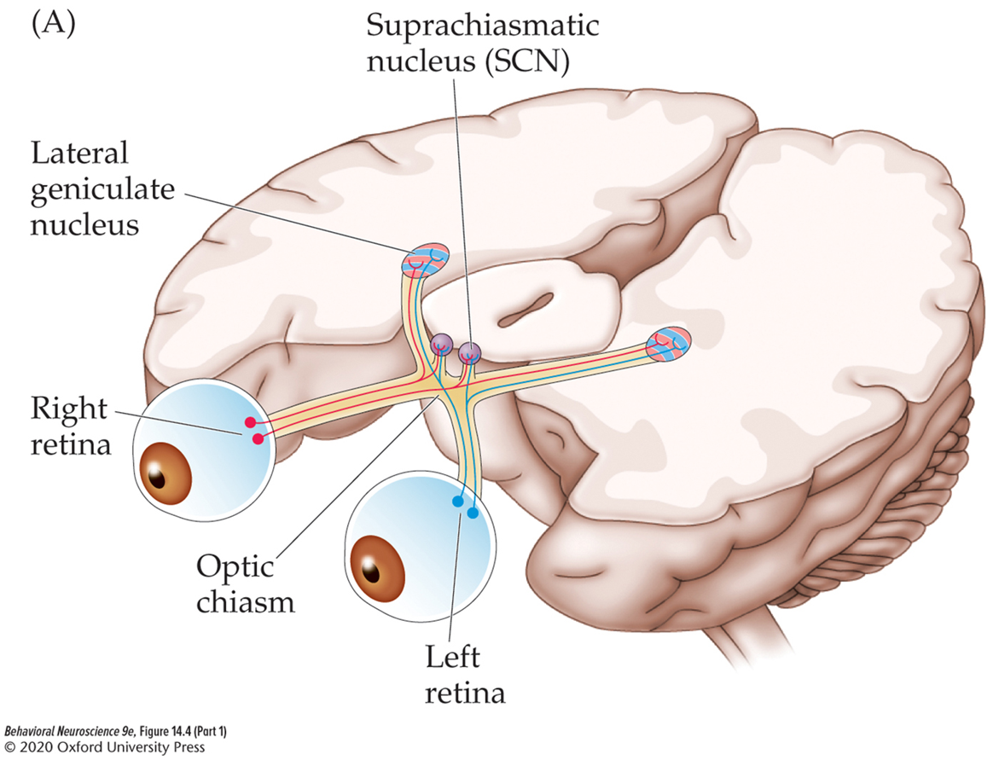 (A)
Suprachiasmatic
nucleus (SCN)
Lateral
geniculate
nucleus
Right
retina
Optic
chiasm
Left
retina
Behavioral Neuroscience 9e, Figure 14.4 (Part 1)
© 2020 Oxford University Press